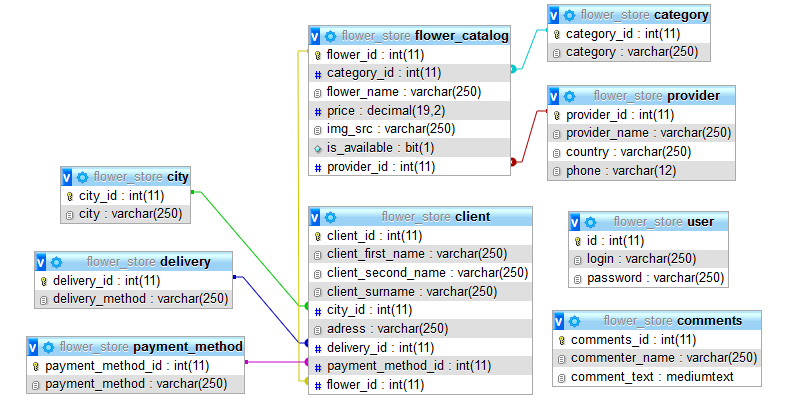 flower_store flower_catalog
flower_id : int(11)
category_id : int(11)
flower_name : varchar(250)
price : decimal(19,2)
img_src : varchar(250)
is_available : bit(1)
provider_id : int(11)
flower_store category
category_id : int(11)
category : varchar(250)
flower_store provider
provider_id : int(11)
provider_name : varchar(250)
country : varchar(250)
phone : varchar(12)
flower_store city
city_id : int(11)
city : varchar(250)
flower_store delivery
delivery_id : int(11)
delivery_method : varchar(250)
flower_store payment_method
payment_method_id : int(11)
payment_method : varchar(250)
flower_store client
client_id : int(11)
client_first_name : varchar(250)
client_second_name : varchar(250)
client_surname : varchar(250)
city_id : int(11)
adress : varchar(250)
delivery_id : int(11)
payment_method_id : int(11)
flower_id : int(11)
flower_store user
id : int(11)
login : varchar(250)
password : varchar(250)
flower_store comments
comments_id : int(11)
commenter_name : varchar(250)
comment_text : mediumtext